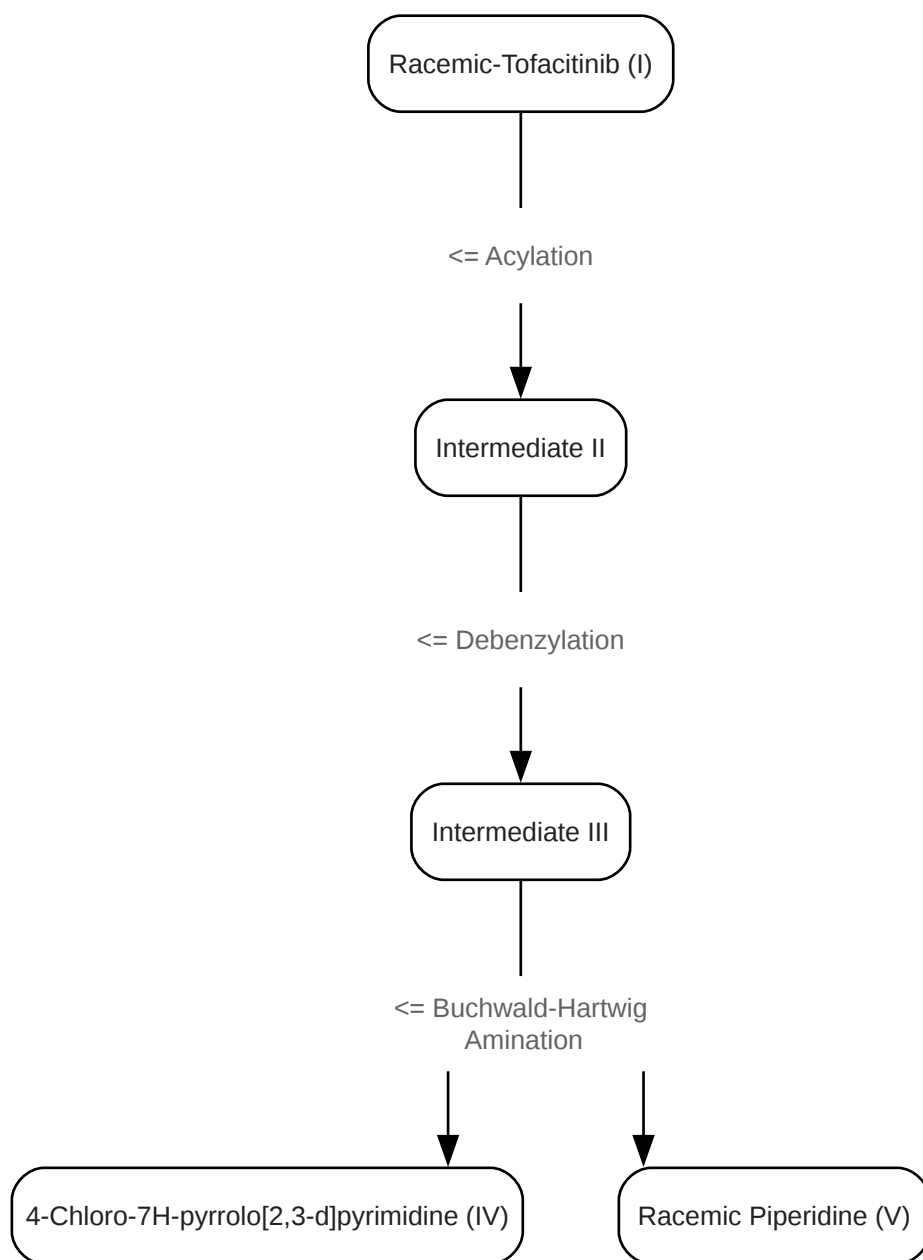 Racemic-Tofacitinib (I)
<= Acylation
Intermediate II
<= Debenzylation
Intermediate III
<= Buchwald-Hartwig
Amination
4-Chloro-7H-pyrrolo[2,3-d]pyrimidine (IV)
Racemic Piperidine (V)